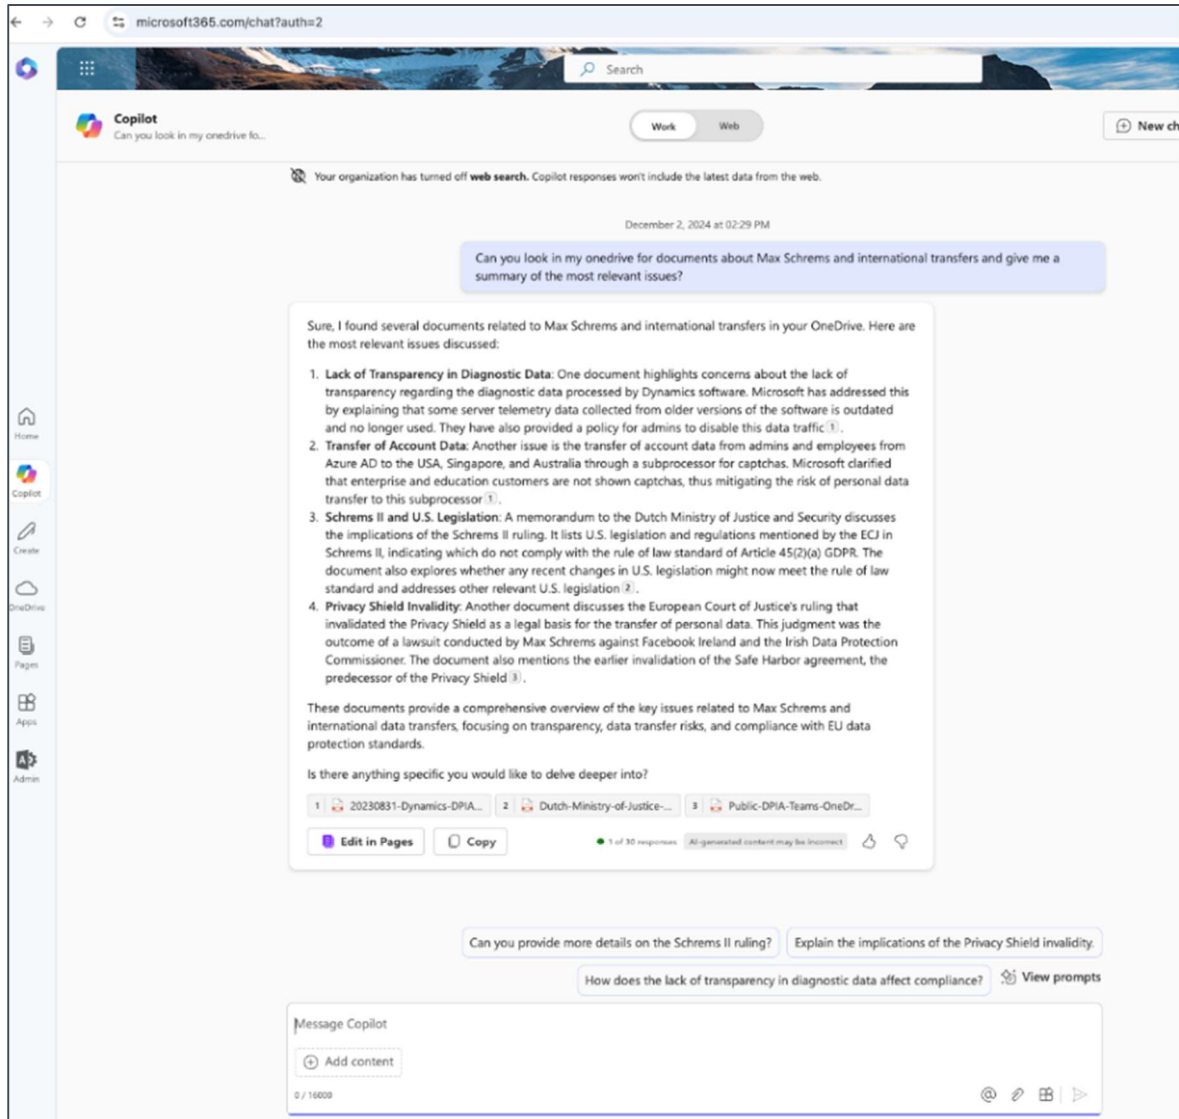 microsoft365.com/chat?auth=2
Search
Copilot
Can you look in my onedrive fo...
Work
Web
New ch
Your organization has turned off web search. Copilot responses won't include the latest data from the web.
December 2, 2024 at 02:29 PM
Can you look in my onedrive for documents about Max Schrems and international transfers and give me a
summary of the most relevant issues?
Sure, I found several documents related to Max Schrems and international transfers in your OneDrive. Here are
the most relevant issues discussed:
1. Lack of Transparency in Diagnostic Data: One document highlights concerns about the lack of
transparency regarding the diagnostic data processed by Dynamics software. Microsoft has addressed this
by explaining that some server telemetry data collected from older versions of the software is outdated
and no longer used. They have also provided a policy for admins to disable this data traffic 1.
2. Transfer of Account Data: Another issue is the transfer of account data from admins and employees from
Azure AD to the USA, Singapore, and Australia through a subprocessor for captchas. Microsoft clarified
that enterprise and education customers are not shown captchas, thus mitigating the risk of personal data
transfer to this subprocessor 1.
3. Schrems II and U.S. Legislation: A memorandum to the Dutch Ministry of Justice and Security discusses
the implications of the Schrems II ruling. It lists U.S. legislation and regulations mentioned by the ECJ in
Schrems II, indicating which do not comply with the rule of law standard of Article 45(2)(a) GDPR. The
document also explores whether any recent changes in U.S. legislation might now meet the rule of law
standard and addresses other relevant U.S. legislation 2.
4. Privacy Shield Invalidity: Another document discusses the European Court of Justice's ruling that
invalidated the Privacy Shield as a legal basis for the transfer of personal data. This judgment was the
outcome of a lawsuit conducted by Max Schrems against Facebook Ireland and the Irish Data Protection
Commissioner. The document also mentions the earlier invalidation of the Safe Harbor agreement, the
predecessor of the Privacy Shield 3.
These documents provide a comprehensive overview of the key issues related to Max Schrems and
international data transfers, focusing on transparency, data transfer risks, and compliance with EU data
protection standards.
Is there anything specific you would like to delve deeper into?
1 20230831-Dynamics-DPIA... 2 Dutch-Ministry-of-Justice-... 3 Public-DPIA-Teams-OneDr...
Edit in Pages
Copy
1 of 30 responses
AI-generated content may be incorrect
Can you provide more details on the Schrems II ruling?
Explain the implications of the Privacy Shield invalidity.
How does the lack of transparency in diagnostic data affect compliance?
View prompts
Message Copilot
Add content
0 / 16000
Home
Copilot
Create
OneDrive
Pages
Apps
Admin